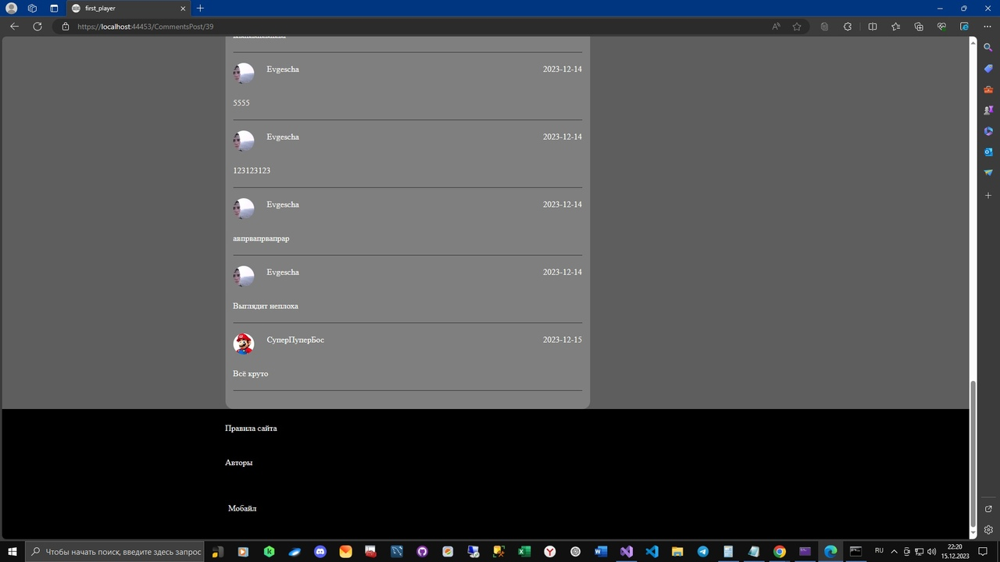 first_player
https://localhost:44453/CommentsPost/39
Evgescha 2023-12-14
5555
Evgescha 2023-12-14
123123123
Evgescha 2023-12-14
авпрвапрвапрар
Evgescha 2023-12-14
Выглядит неплоха
СуперПуперБос 2023-12-15
Всё круто
Правила сайта
Авторы
Мобайл
Чтобы начать поиск, введите здесь запрос
RU
22:20
15.12.2023